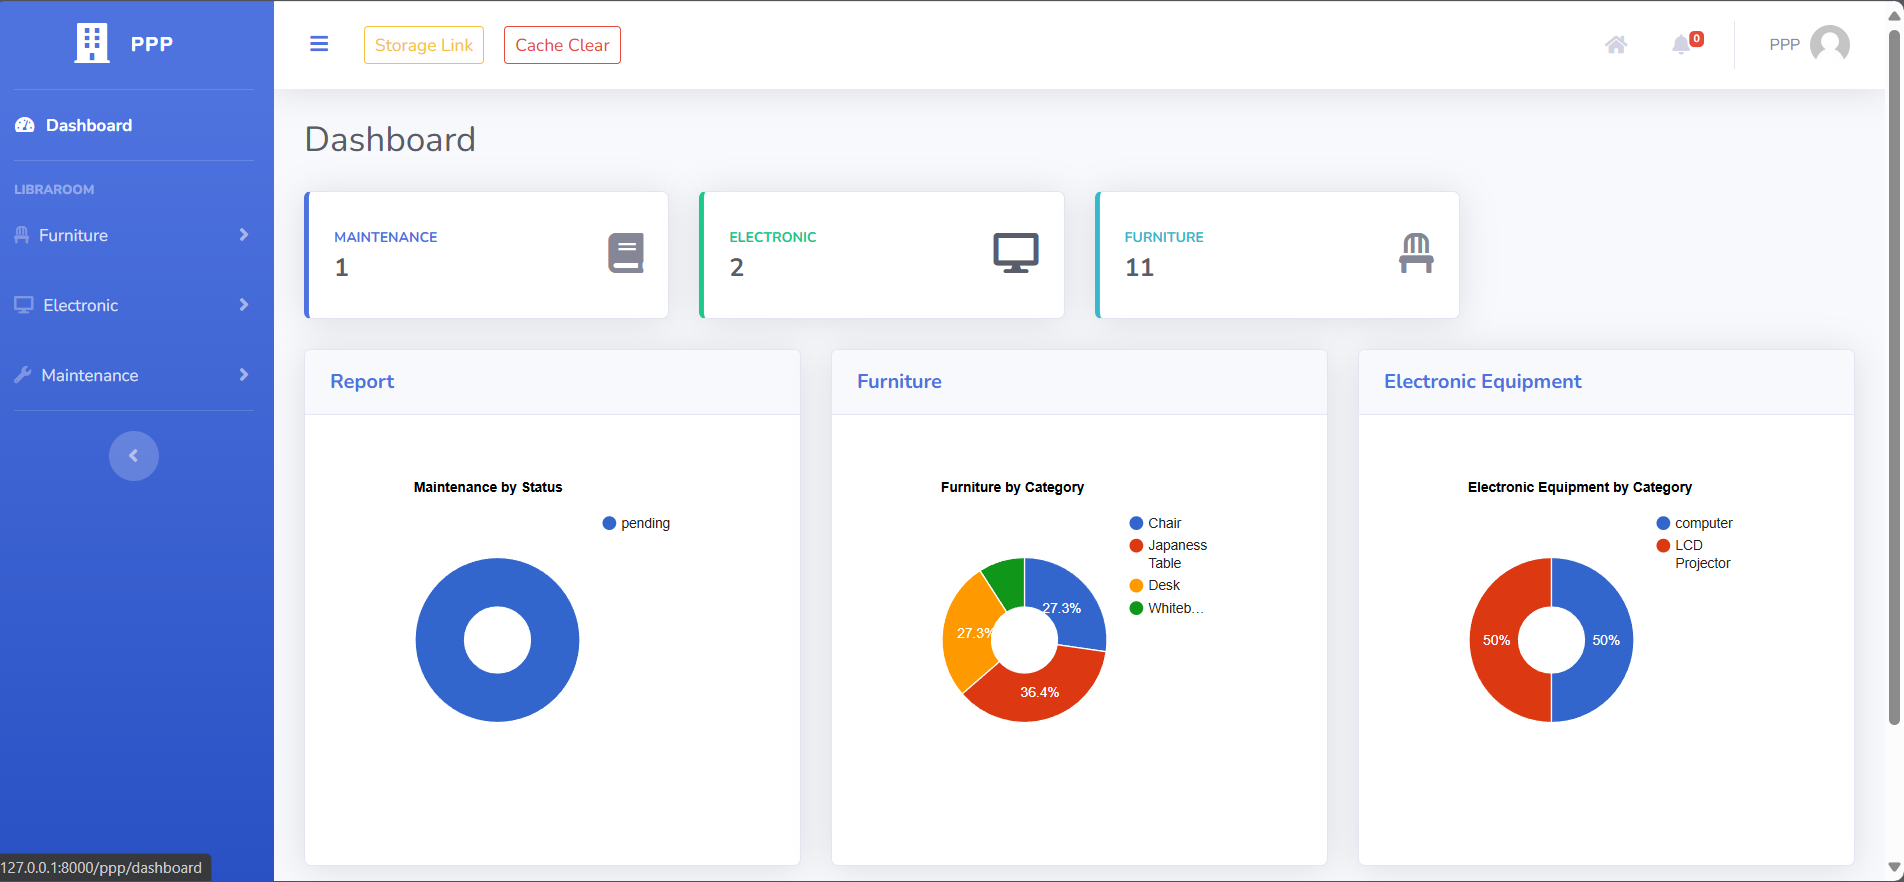 PPP
Storage Link
Cache Clear
0
PPP
Dashboard
LIBRAROOM
Furniture
Electronic
Maintenance
Dashboard
MAINTENANCE
1
ELECTRONIC
2
FURNITURE
11
Report
Maintenance by Status
pending
Furniture
Furniture by Category
Chair
Japaness
Table
Desk
Whiteb...
27.3%
27.3%
36.4%
Electronic Equipment
Electronic Equipment by Category
computer
LCD
Projector
50%
50%
127.0.0.1:8000/ppp/dashboard